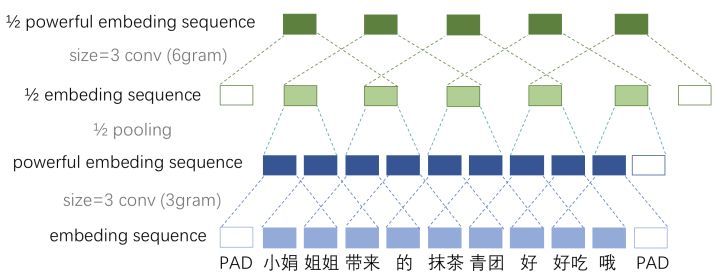 ½ powerful embeding sequence
size=3 conv (6gram)
½ embeding sequence
½ pooling
powerful embeding sequence
size=3 conv (3gram)
embeding sequence
PAD 小娟 姐姐 带来 的 抹茶 青团 好 好吃 哦 PAD